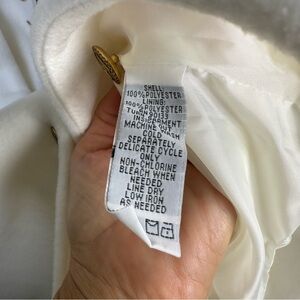 SHELL:
100%POLYESTER
LINING:
100%POLYESTER
MACHINE
COLD
SEPARATELY
DELICATE CYCLE
ONLY
NON-CHLORINE
BLEACH WHEN
NEEDED
LINE DRY
LOW IRON
AS NEEDED